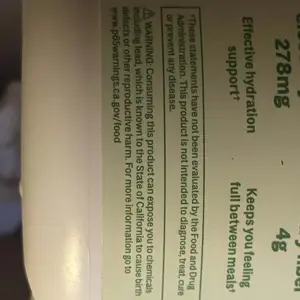 278mg
Effective hydration
support†
4g
Keeps you feeling
full between meals†
*These statements have not been evaluated by the Food and Drug
Administration. This product is not intended to diagnose, treat, cure
or prevent any disease.
⚠ WARNING: Consuming this product can expose you to chemicals
including lead, which is known to the State of California to cause birth
defects or other reproductive harm. For more information go to
www.p65warnings.ca.gov/food